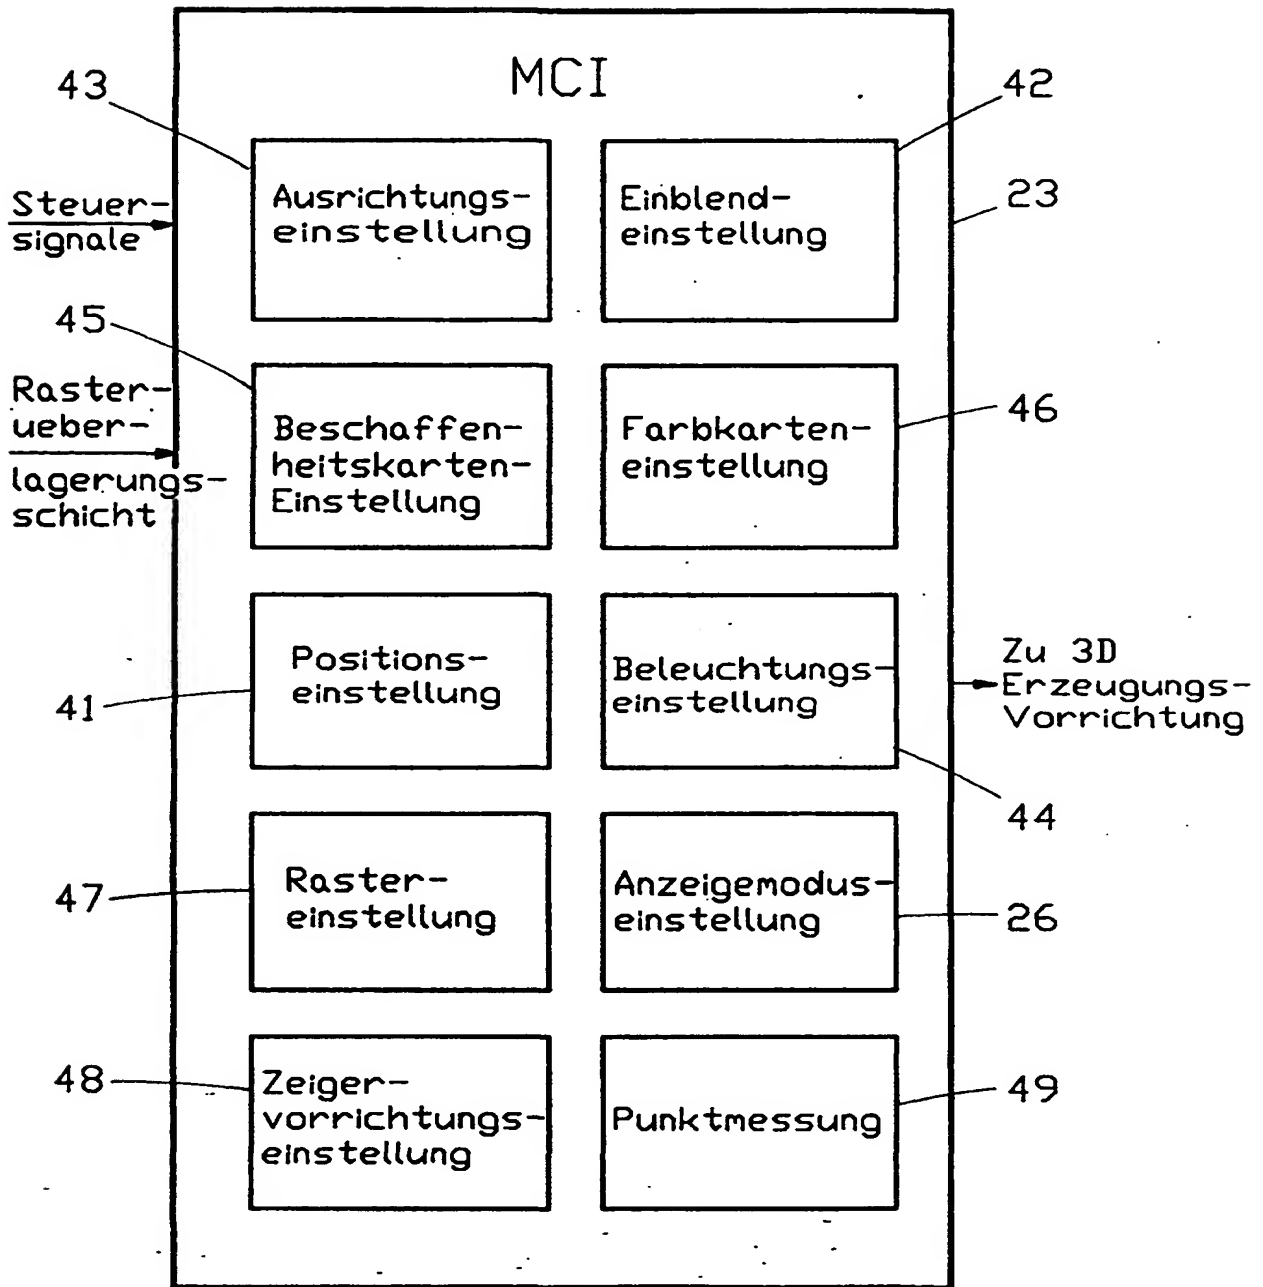 MCI
43
42
Steuer-
signale
Ausrichtungs-
einstellung
Einblend-
einstellung
23
45
Raster-
ueber-
lagerungs-
schicht
Beschaffen-
heitskarten-
Einstellung
Farbkarten-
einstellung
46
41
Positions-
einstellung
Beleuchtungs-
einstellung
Zu 3D
Erzeugungs-
Vorrichtung
44
47
Raster-
einstellung
Anzeigemodus-
einstellung
26
48
Zeiger-
vorrichtungs-
einstellung
Punktmessung
49